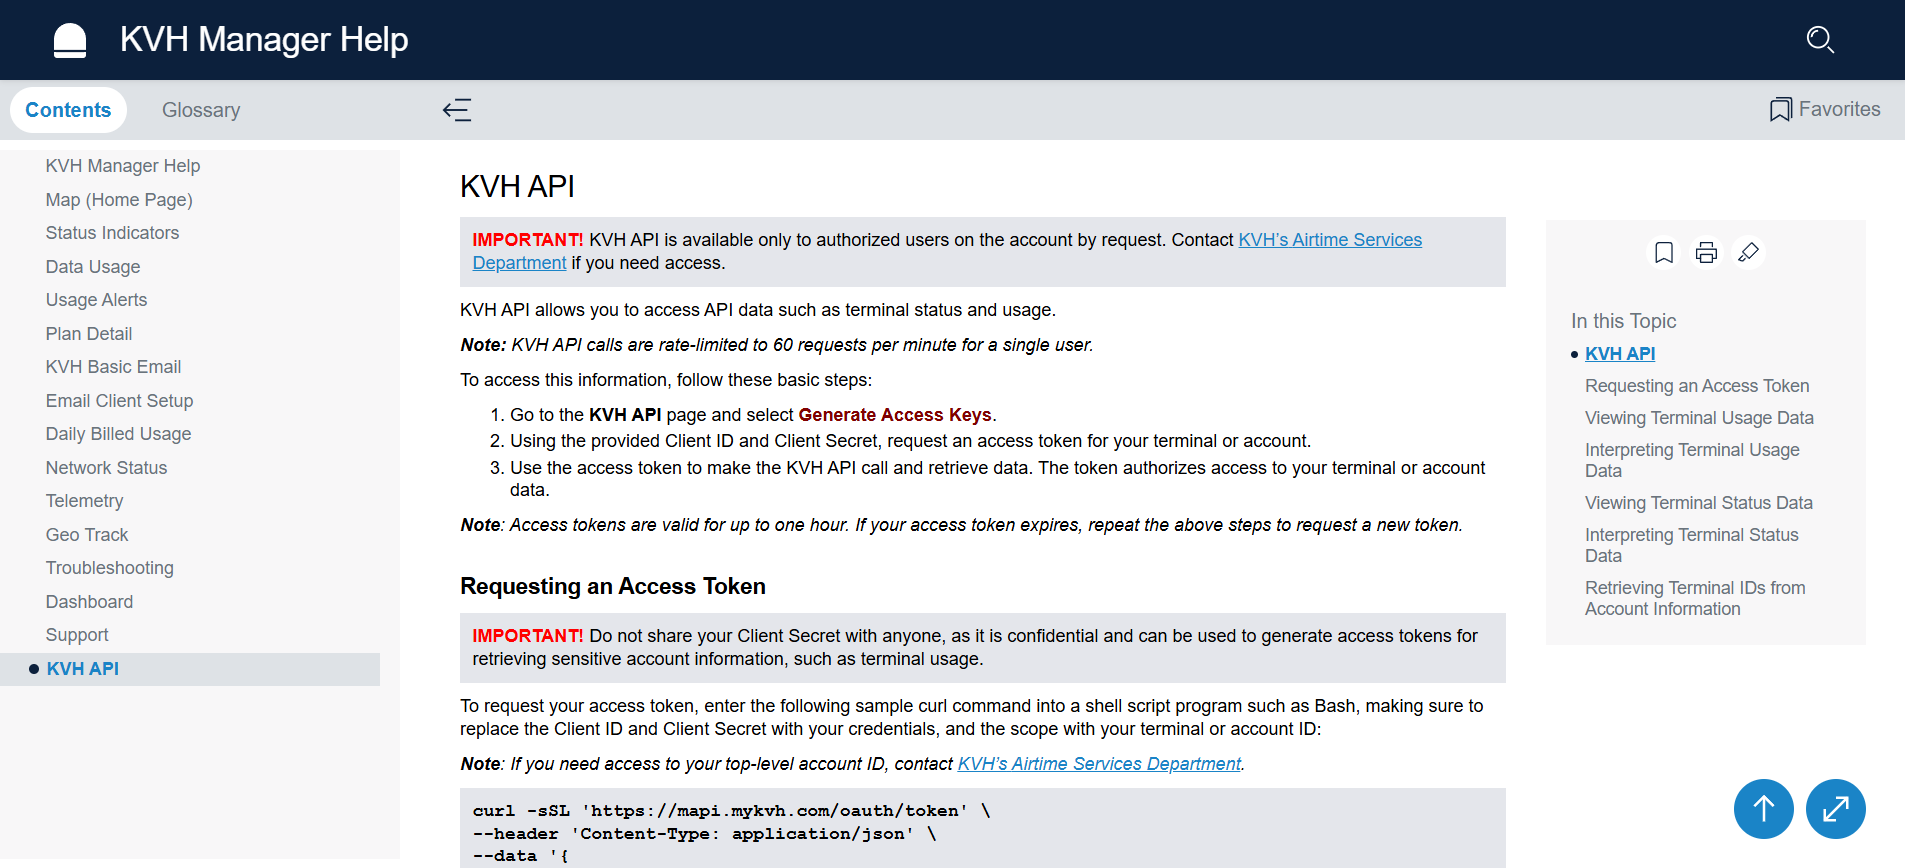 KVH Manager Help
Contents
Glossary
Favorites
KVH Manager Help
Map (Home Page)
Status Indicators
Data Usage
Usage Alerts
Plan Detail
KVH Basic Email
Email Client Setup
Daily Billed Usage
Network Status
Telemetry
Geo Track
Troubleshooting
Dashboard
Support
KVH API
KVH API
IMPORTANT! KVH API is available only to authorized users on the account by request. Contact KVH's Airtime Services
Department if you need access.
KVH API allows you to access API data such as terminal status and usage.
Note: KVH API calls are rate-limited to 60 requests per minute for a single user.
To access this information, follow these basic steps:
1. Go to the KVH API page and select Generate Access Keys.
2. Using the provided Client ID and Client Secret, request an access token for your terminal or account.
3. Use the access token to make the KVH API call and retrieve data. The token authorizes access to your terminal or account
data.
Note: Access tokens are valid for up to one hour. If your access token expires, repeat the above steps to request a new token.
Requesting an Access Token
IMPORTANT! Do not share your Client Secret with anyone, as it is confidential and can be used to generate access tokens for
retrieving sensitive account information, such as terminal usage.
To request your access token, enter the following sample curl command into a shell script program such as Bash, making sure to
replace the Client ID and Client Secret with your credentials, and the scope with your terminal or account ID:
Note: If you need access to your top-level account ID, contact KVH's Airtime Services Department.
curl -sSL 'https://mapi.mykvh.com/oauth/token' \
--header 'Content-Type: application/json' \
--data '{
In this Topic
KVH API
Requesting an Access Token
Viewing Terminal Usage Data
Interpreting Terminal Usage
Data
Viewing Terminal Status Data
Interpreting Terminal Status
Data
Retrieving Terminal IDs from
Account Information